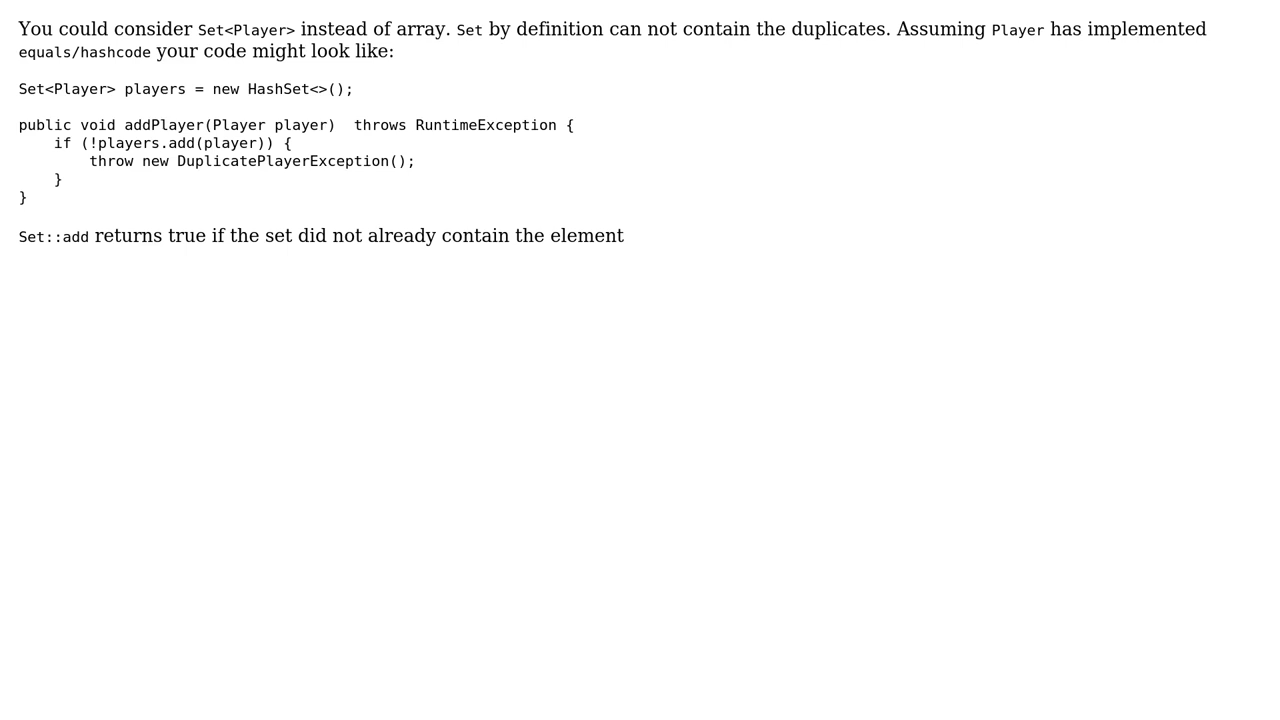 You could consider Set<Player> instead of array. Set by definition can not contain the duplicates. Assuming Player has implemented
equals/hashcode your code might look like:
Set<Player> players = new HashSet<>();
public void addPlayer(Player player)  throws RuntimeException {
    if (!players.add(player)) {
        throw new DuplicatePlayerException();
    }
}
Set::add returns true if the set did not already contain the element